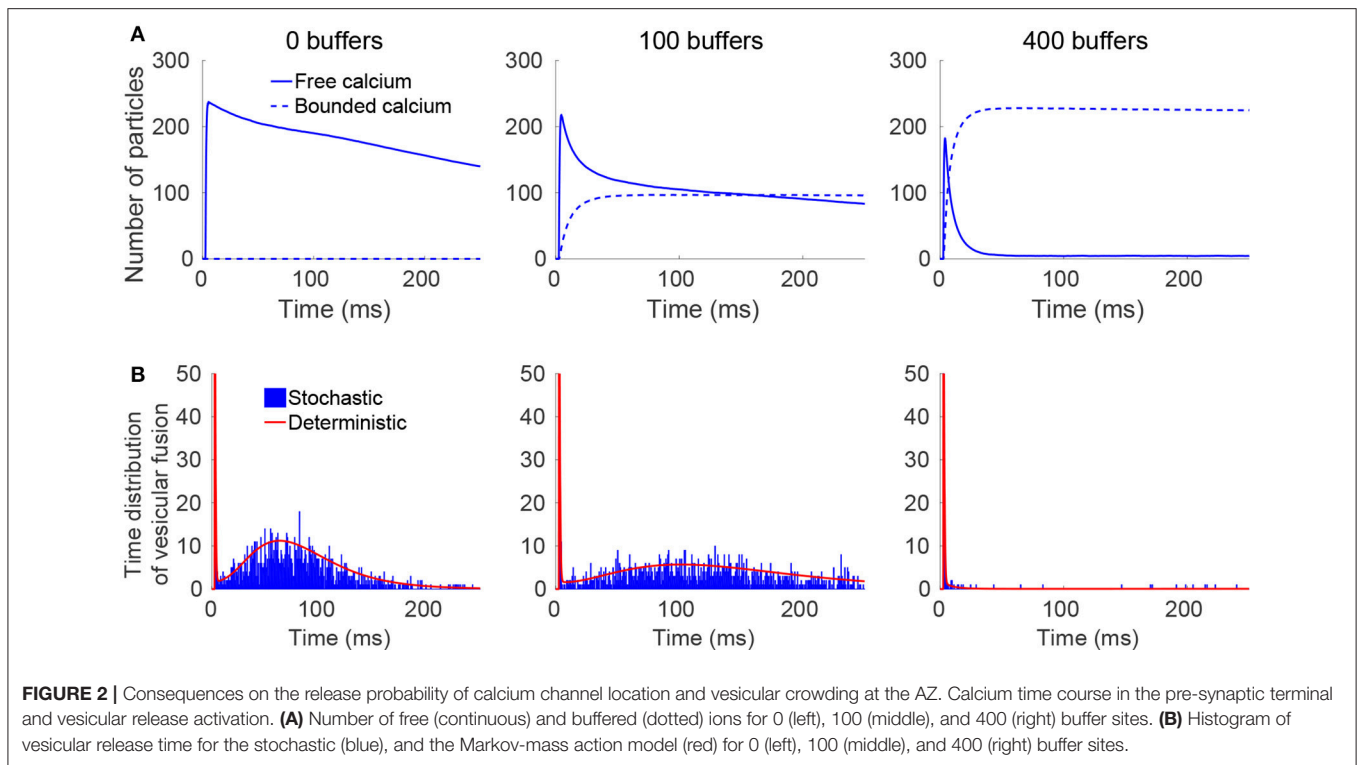 A
0 buffers
100 buffers
400 buffers
Number of particles
300
200
100
0
Free calcium
Bounded calcium
0
100
200
Time (ms)
300
200
100
0
0
100
200
Time (ms)
300
200
100
0
0
100
200
Time (ms)
B
Time distribution
of vesicular fusion
50
40
30
20
10
0
Stochastic
Deterministic
0
100
200
Time (ms)
50
40
30
20
10
0
0
100
200
Time (ms)
50
40
30
20
10
0
0
100
200
Time (ms)
FIGURE 2 | Consequences on the release probability of calcium channel location and vesicular crowding at the AZ. Calcium time course in the pre-synaptic terminal
and vesicular release activation. (A) Number of free (continuous) and buffered (dotted) ions for 0 (left), 100 (middle), and 400 (right) buffer sites. (B) Histogram of
vesicular release time for the stochastic (blue), and the Markov-mass action model (red) for 0 (left), 100 (middle), and 400 (right) buffer sites.